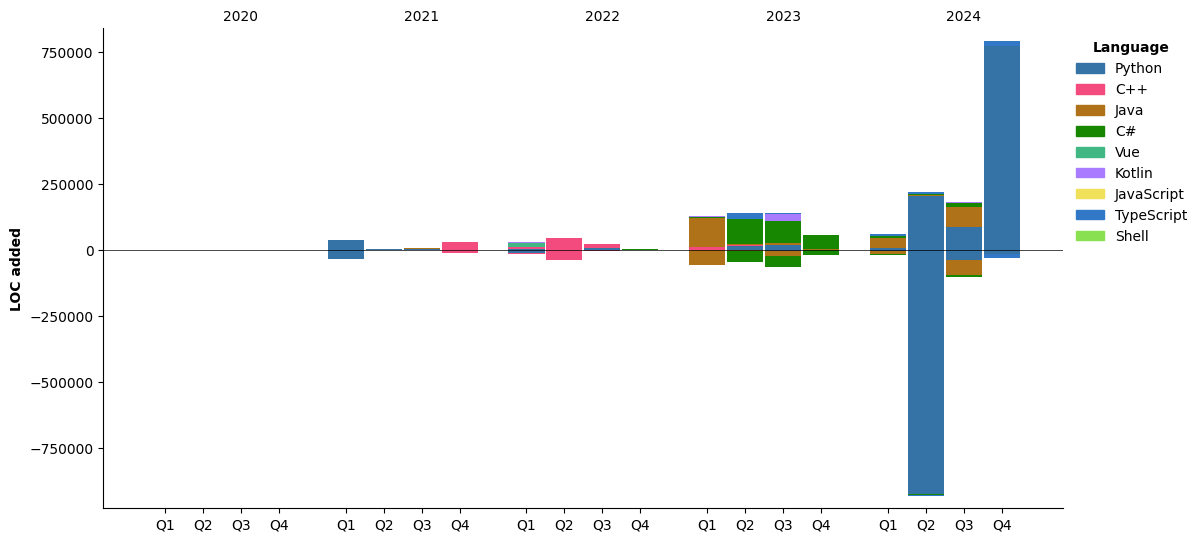 2020 2021 2022 2023 2024
LOC added
750000
500000
250000
0
−250000
−500000
−750000
Q1 Q2 Q3 Q4 Q1 Q2 Q3 Q4 Q1 Q2 Q3 Q4 Q1 Q2 Q3 Q4 Q1 Q2 Q3 Q4
Language
Python
C++
Java
C#
Vue
Kotlin
JavaScript
TypeScript
Shell